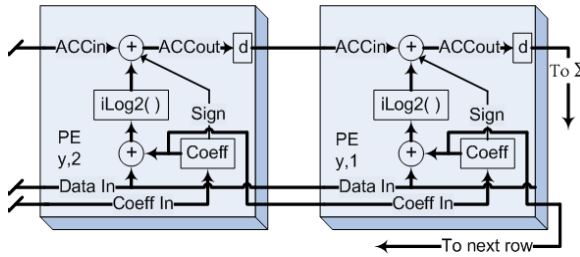 ACCin + ACCout d ACCin + ACCout d
To Σ
iLog2( ) iLog2( )
Sign Sign
PE
y,2
+ Coeff
PE
y,1
+ Coeff
Data In Data In
Coeff In Coeff In
To next row